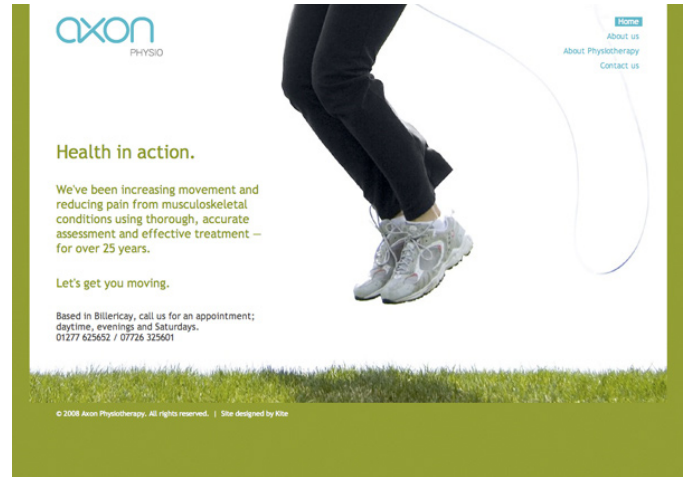 axon
PHYSIO
Home
About us
About Physiotherapy
Contact us
Health in action.
We've been increasing movement and
reducing pain from musculoskeletal
conditions using thorough, accurate
assessment and effective treatment —
for over 25 years.
Let's get you moving.
Based in Billericay, call us for an appointment;
daytime, evenings and Saturdays.
01277 625652 / 07726 325601
© 2008 Axon Physiotherapy. All rights reserved. | Site designed by Kite